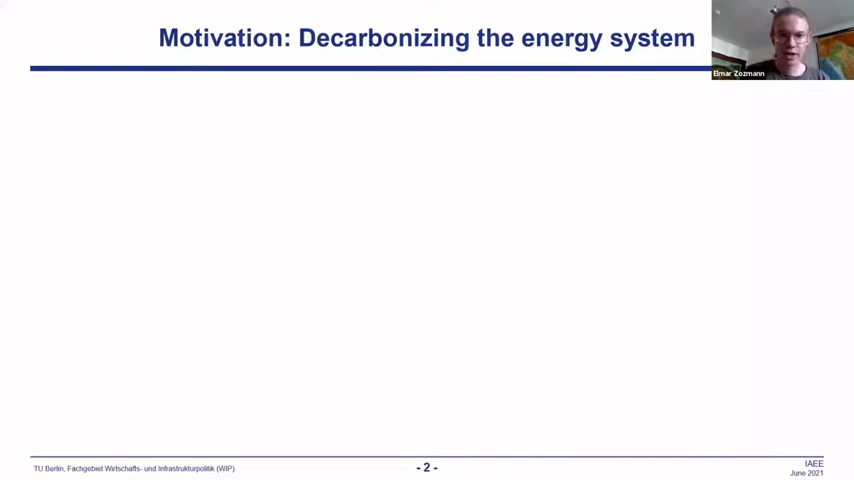 Motivation: Decarbonizing the energy system
Elmar Zozmann
TU Berlin, Fachgebiet Wirtschafts- und Infrastrukturpolitik (WIP)
- 2 -
IAEE
June 2021